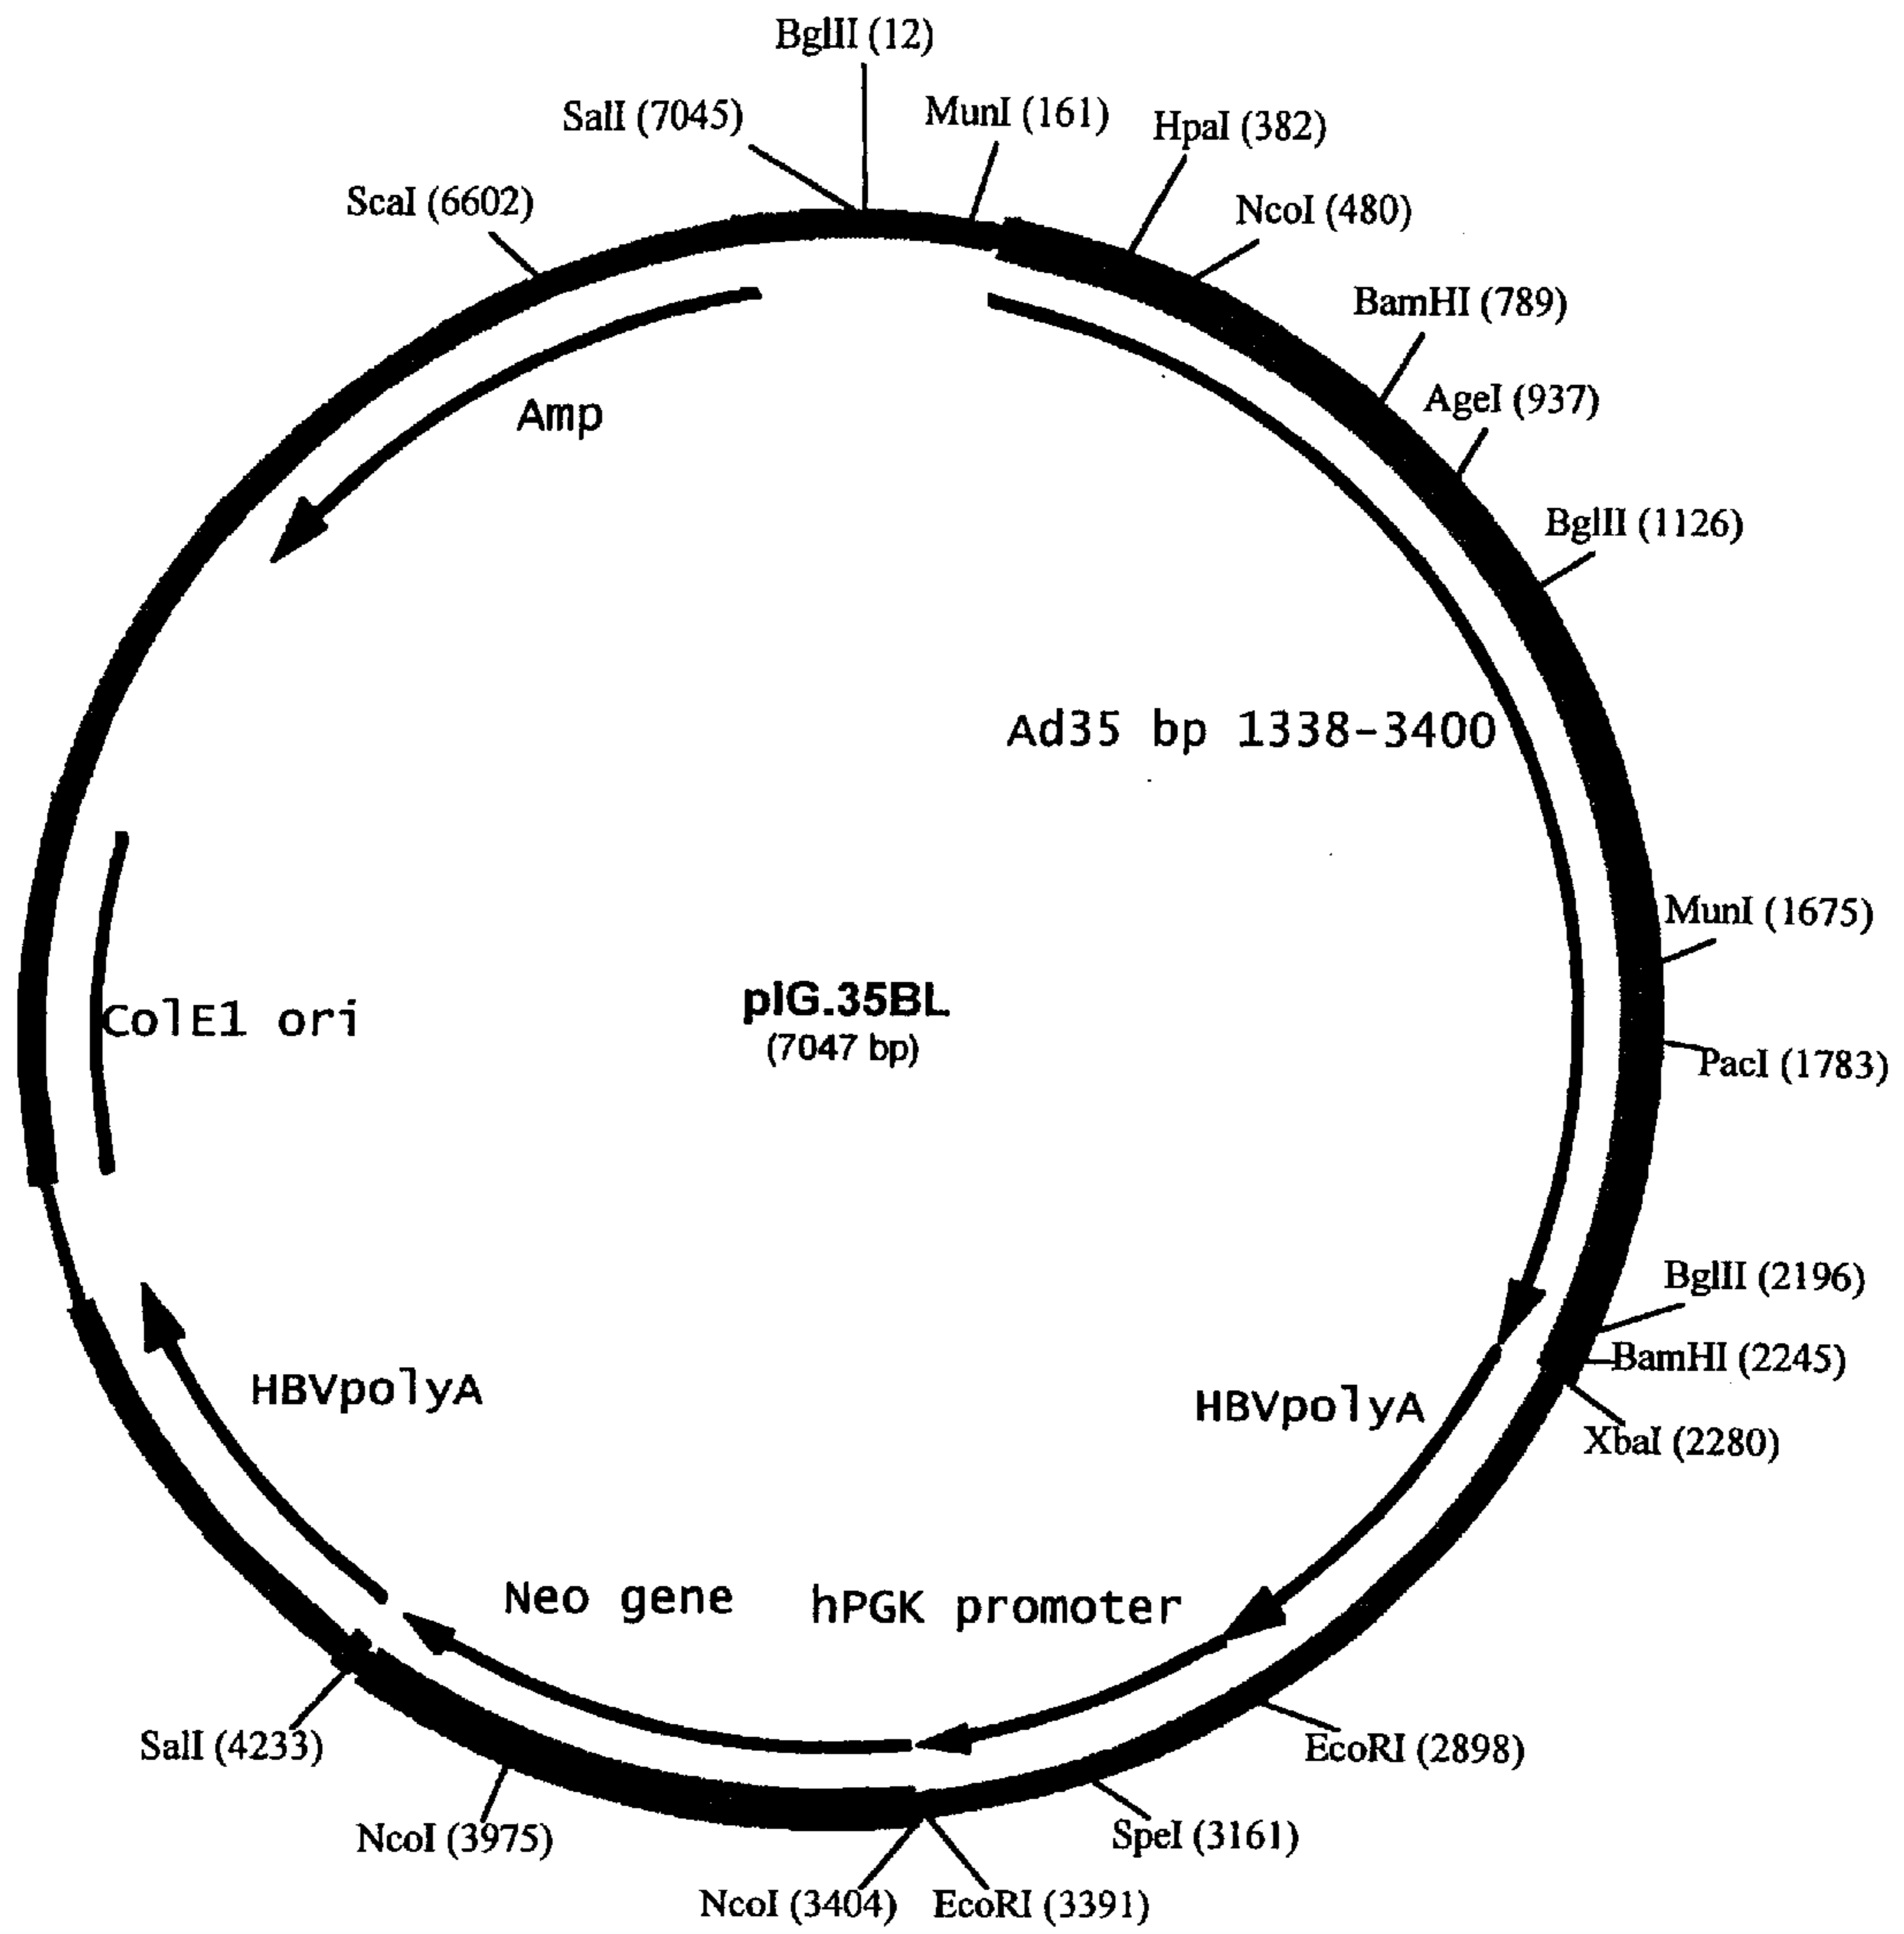 BglII (12)
SalI (7045)
MunI (161)
HpaI (382)
ScaI (6602)
NcoI (480)
BamHI (789)
AgeI (937)
Amp
BglII (1126)
Ad35 bp 1338-3400
MunI (1675)
ColE1 ori
pIG.35BL
(7047 bp)
PacI (1783)
BglII (2196)
BamHI (2245)
HBVpolyA
HBVpolyA
XbaI (2280)
Neo gene
hPGK promoter
SalI (4233)
EcoRI (2898)
NcoI (3975)
SpeI (3161)
NcoI (3404)
EcoRI (3391)